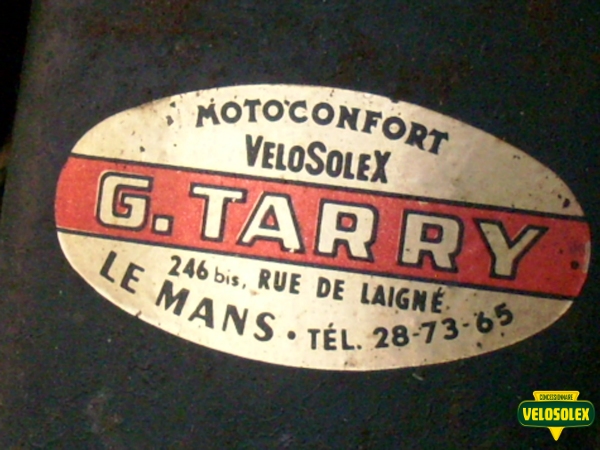 MOTOCONFORT
VELOSOLEX
G. TARRY
246 bis, RUE DE LAIGNÉ
LE MANS • TÉL. 28-73-65
CONCESSIONNAIRE
VELOSOLEX